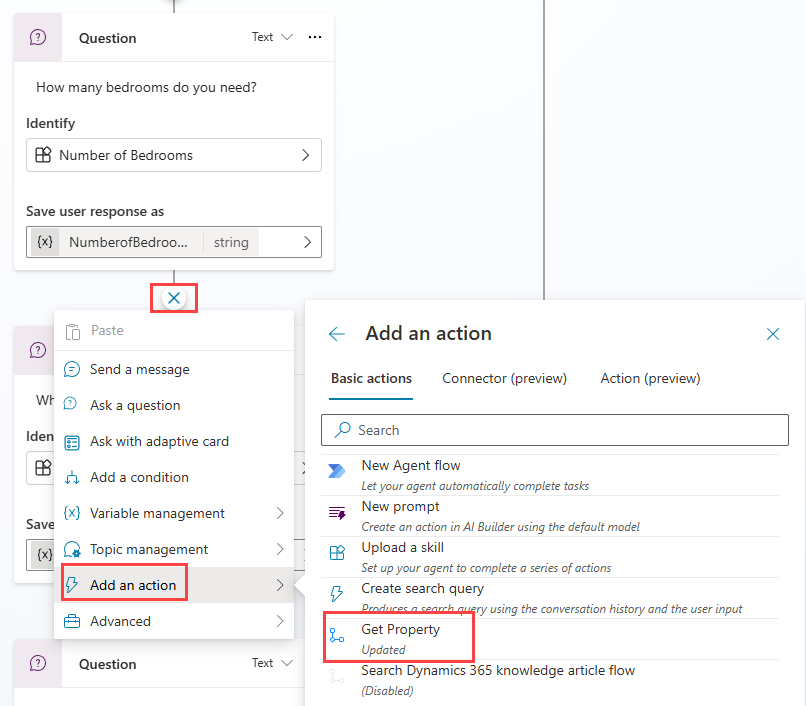 Question
Text
How many bedrooms do you need?
Identify
Number of Bedrooms
Save user response as
{x} NumberofBedroo... string
Paste
Send a message
Ask a question
Ask with adaptive card
Add a condition
{x} Variable management
Topic management
Add an action
Advanced
Wh
Iden
Save
{x}
Question
Text
Add an action
Basic actions
Connector (preview)
Action (preview)
Search
New Agent flow
Let your agent automatically complete tasks
New prompt
Create an action in AI Builder using the default model
Upload a skill
Set up your agent to complete a series of actions
Create search query
Produces a search query using the conversation history and the user input
Get Property
Updated
Search Dynamics 365 knowledge article flow
(Disabled)